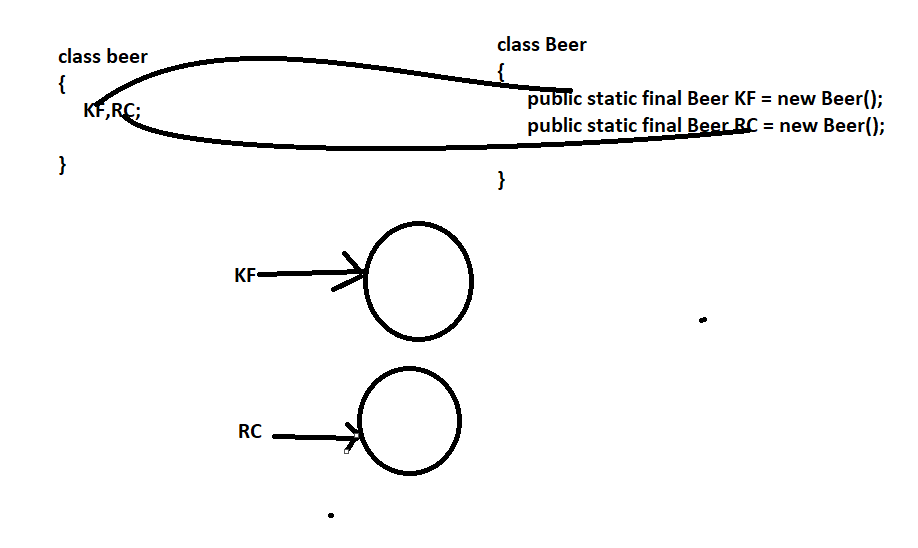 class beer
{
KF,RC;
}
class Beer
{
public static final Beer KF = new Beer();
public static final Beer RC = new Beer();
}
KF
RC